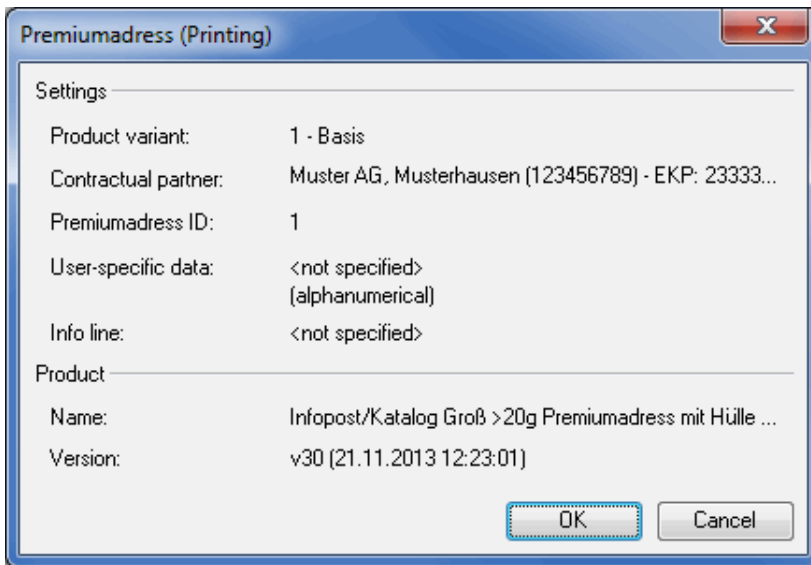 Premiumadress (Printing)
Settings
Product variant: 1 - Basis
Contractual partner: Muster AG, Musterhausen (123456789) - EKP: 23333...
Premiumadress ID: 1
User-specific data: <not specified>
(alphanumerical)
Info line: <not specified>
Product
Name: Infopost/Katalog Groß >20g Premiumadress mit Hülle ...
Version: v30 (21.11.2013 12:23:01)
OK Cancel